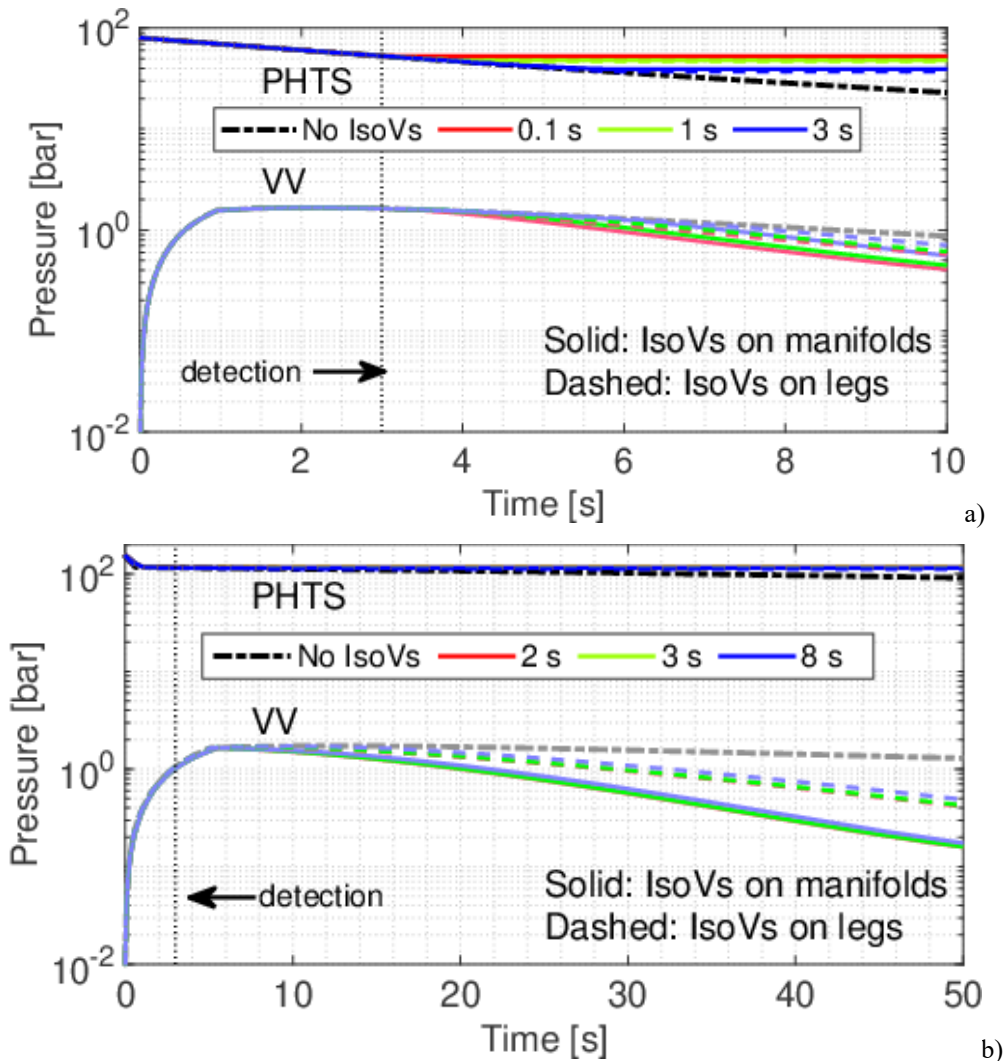 10^2
PHTS
No IsoVs 0.1 s 1 s 3 s
VV
10^0
Pressure [bar]
Solid: IsoVs on manifolds
detection
Dashed: IsoVs on legs
10^-2
0 2 4 6 8 10
Time [s]
a)
10^2
PHTS
No IsoVs 2 s 3 s 8 s
VV
10^0
Pressure [bar]
Solid: IsoVs on manifolds
detection
Dashed: IsoVs on legs
10^-2
0 10 20 30 40 50
Time [s]
b)